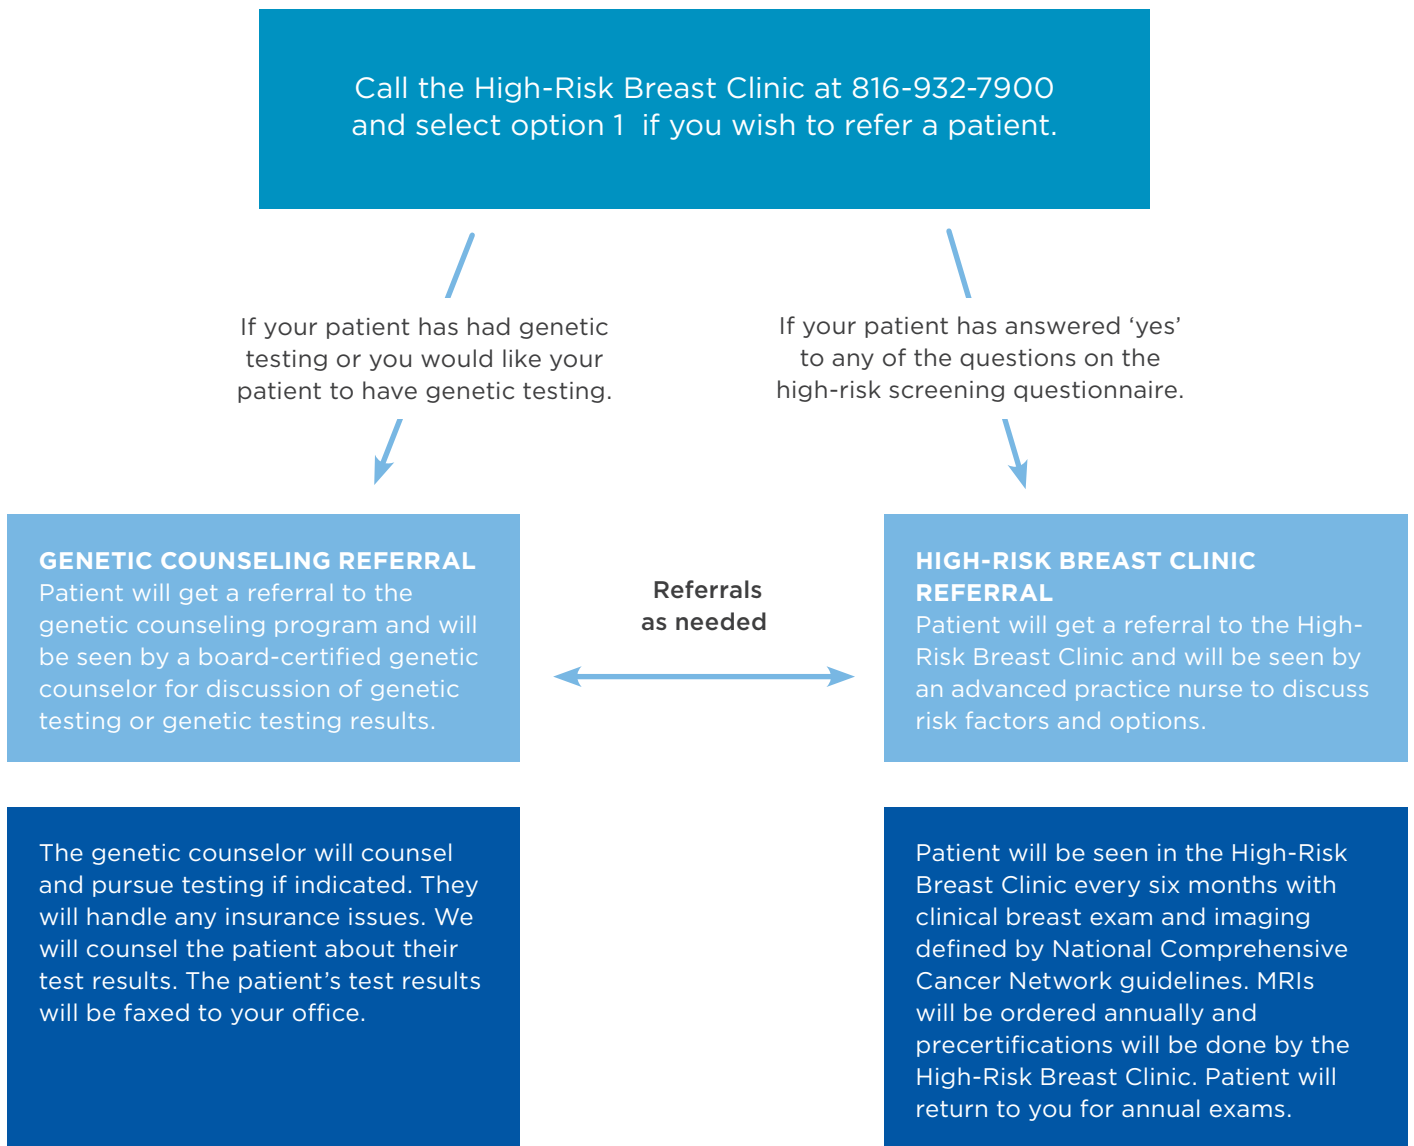 Call the High-Risk Breast Clinic at 816-932-7900
and select option 1 if you wish to refer a patient.
If your patient has had genetic
testing or you would like your
patient to have genetic testing.
If your patient has answered ‘yes’
to any of the questions on the
high-risk screening questionnaire.
GENETIC COUNSELING REFERRAL
Patient will get a referral to the
genetic counseling program and will
be seen by a board-certified genetic
counselor for discussion of genetic
testing or genetic testing results.
Referrals
as needed
HIGH-RISK BREAST CLINIC
REFERRAL
Patient will get a referral to the High-
Risk Breast Clinic and will be seen by
an advanced practice nurse to discuss
risk factors and options.
The genetic counselor will counsel
and pursue testing if indicated. They
will handle any insurance issues. We
will counsel the patient about their
test results. The patient’s test results
will be faxed to your office.
Patient will be seen in the High-Risk
Breast Clinic every six months with
clinical breast exam and imaging
defined by National Comprehensive
Cancer Network guidelines. MRIs
will be ordered annually and
precertifications will be done by the
High-Risk Breast Clinic. Patient will
return to you for annual exams.